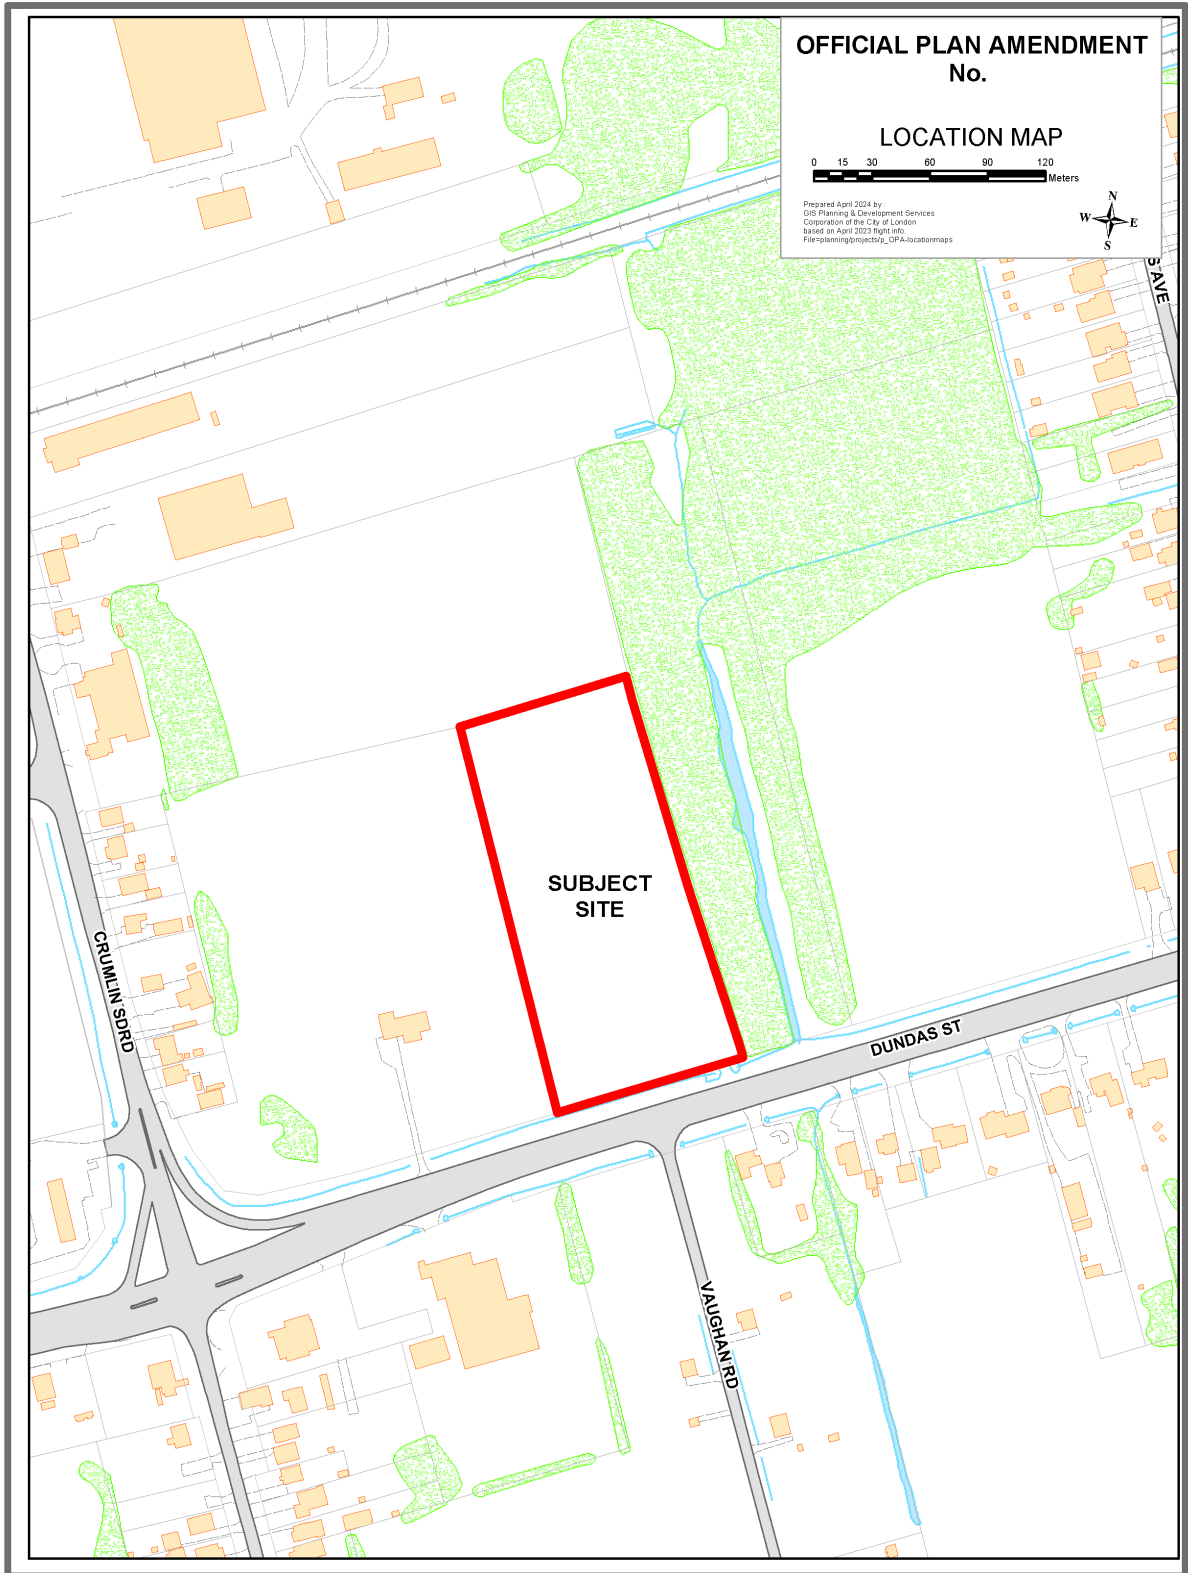 OFFICIAL PLAN AMENDMENT
No.
LOCATION MAP
0 15 30 60 90 120
Meters
Prepared April 2024 by :
GIS Planning & Development Services
Corporation of the City of London
based on April 2023 flight info.
File=planning/projects/p_OPA-locationmaps
N
W E
S
AVE
SUBJECT
SITE
CRUMLIN SDRD
DUNDAS ST
VAUGHAN RD